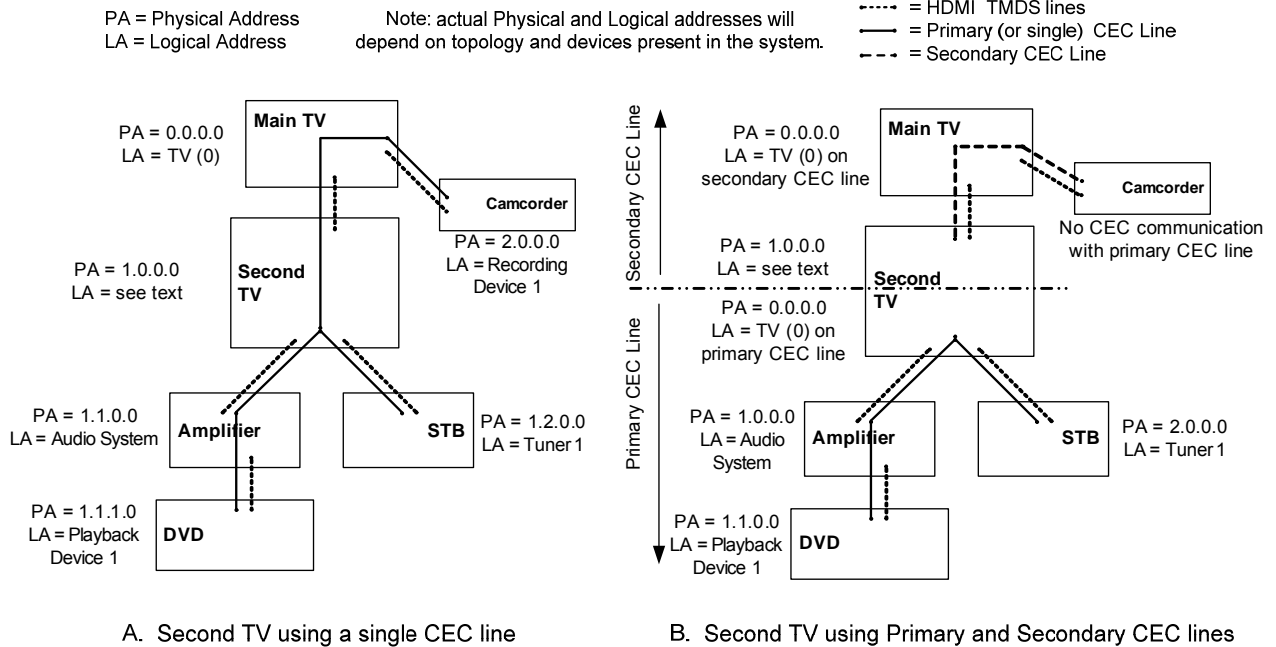 PA = Physical Address
LA = Logical Address
Note: actual Physical and Logical addresses will
depend on topology and devices present in the system.
= HDMI TMDS lines
= Primary (or single) CEC Line
= Secondary CEC Line
Main TV
PA = 0.0.0.0
LA = TV (0)
Camcorder
PA = 2.0.0.0
LA = Recording
Device 1
PA = 1.0.0.0
LA = see text
Second
TV
PA = 1.1.0.0
LA = Audio System
Amplifier
STB
PA = 1.2.0.0
LA = Tuner 1
PA = 1.1.1.0
LA = Playback
Device 1
DVD
A. Second TV using a single CEC line
Secondary CEC Line
Primary CEC Line
Main TV
PA = 0.0.0.0
LA = TV (0) on
secondary CEC line
Camcorder
No CEC communication
with primary CEC line
PA = 1.0.0.0
LA = see text
Second
TV
PA = 0.0.0.0
LA = TV (0) on
primary CEC line
PA = 1.0.0.0
LA = Audio
System
Amplifier
STB
PA = 2.0.0.0
LA = Tuner 1
PA = 1.1.0.0
LA = Playback
Device 1
DVD
B. Second TV using Primary and Secondary CEC lines